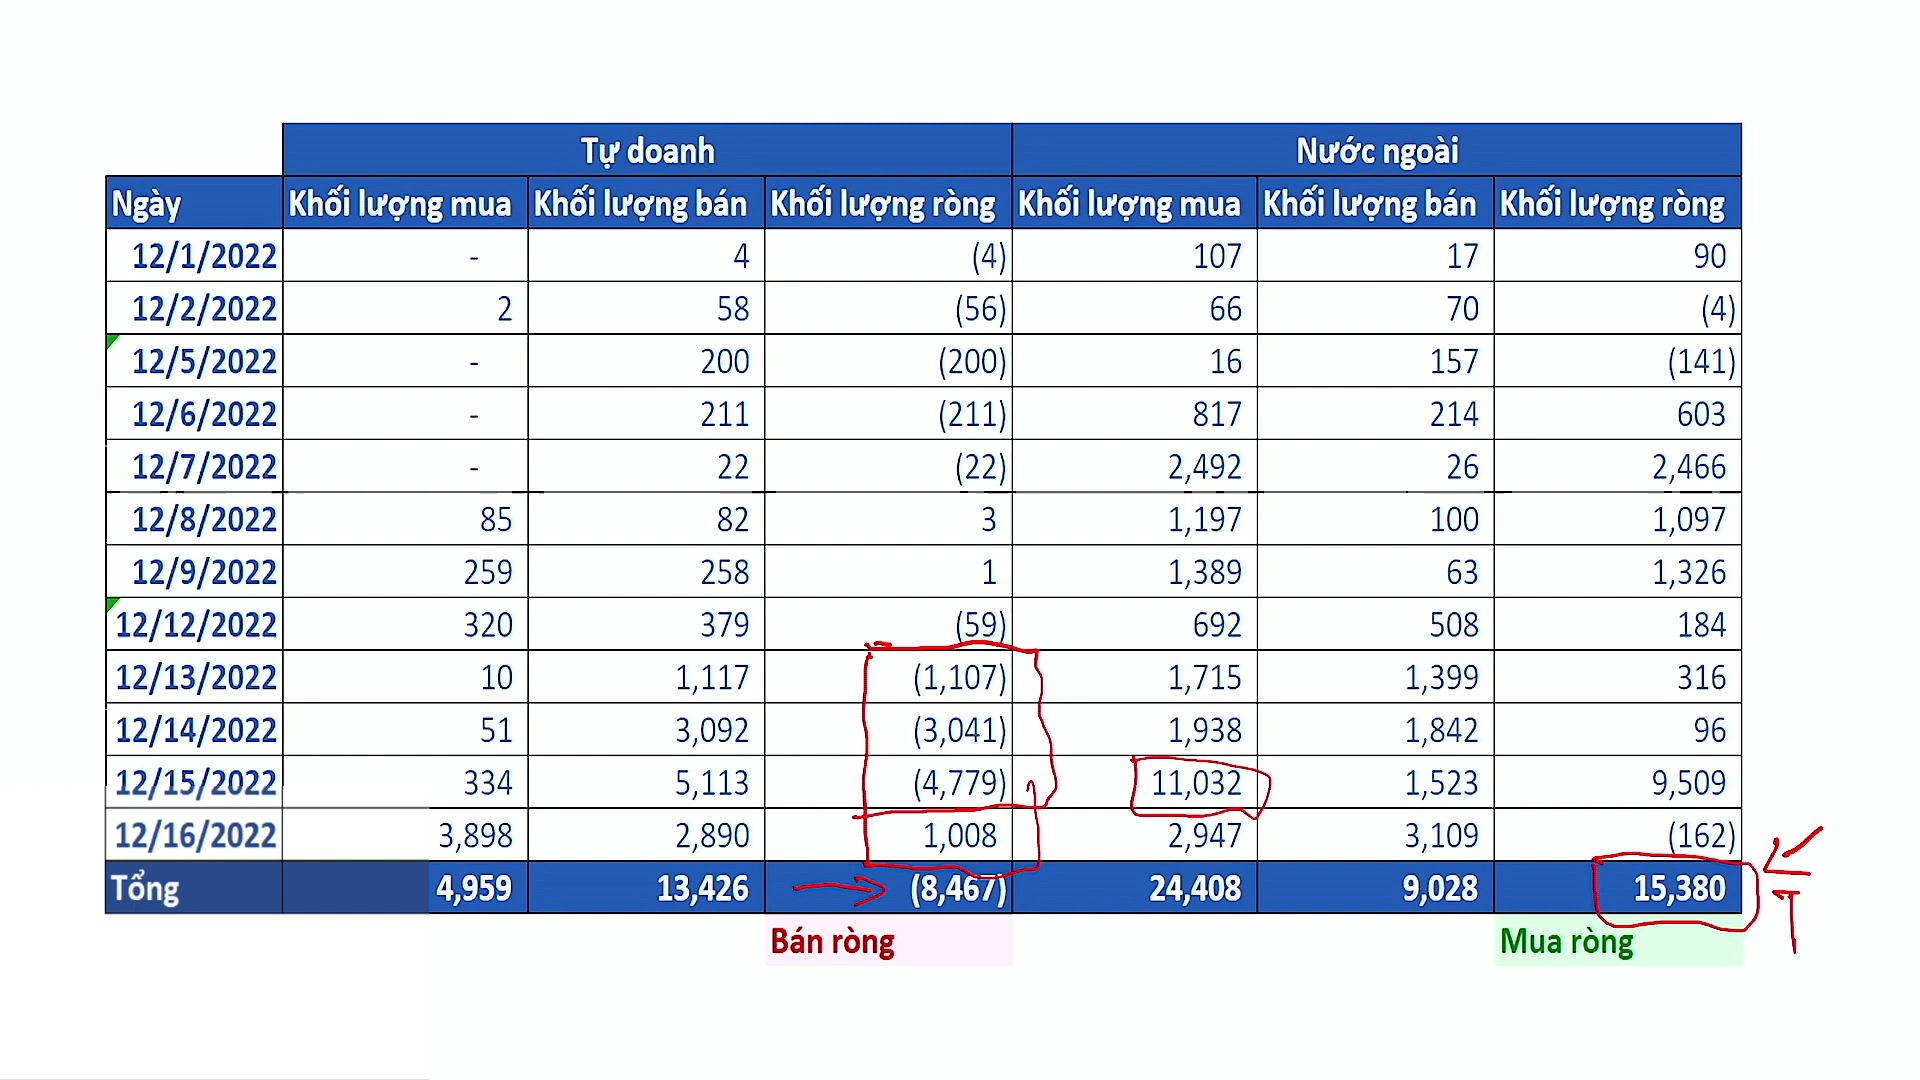 Tự doanh Nước ngoài
Ngày Khối lượng mua Khối lượng bán Khối lượng ròng Khối lượng mua Khối lượng bán Khối lượng ròng
12/1/2022 - 4 (4) 107 17 90
12/2/2022 2 58 (56) 66 70 (4)
12/5/2022 - 200 (200) 16 157 (141)
12/6/2022 - 211 (211) 817 214 603
12/7/2022 - 22 (22) 2,492 26 2,466
12/8/2022 85 82 3 1,197 100 1,097
12/9/2022 259 258 1 1,389 63 1,326
12/12/2022 320 379 (59) 692 508 184
12/13/2022 10 1,117 (1,107) 1,715 1,399 316
12/14/2022 51 3,092 (3,041) 1,938 1,842 96
12/15/2022 334 5,113 (4,779) 11,032 1,523 9,509
12/16/2022 3,898 2,890 1,008 2,947 3,109 (162)
Tổng 4,959 13,426 (8,467) 24,408 9,028 15,380
Bán ròng Mua ròng